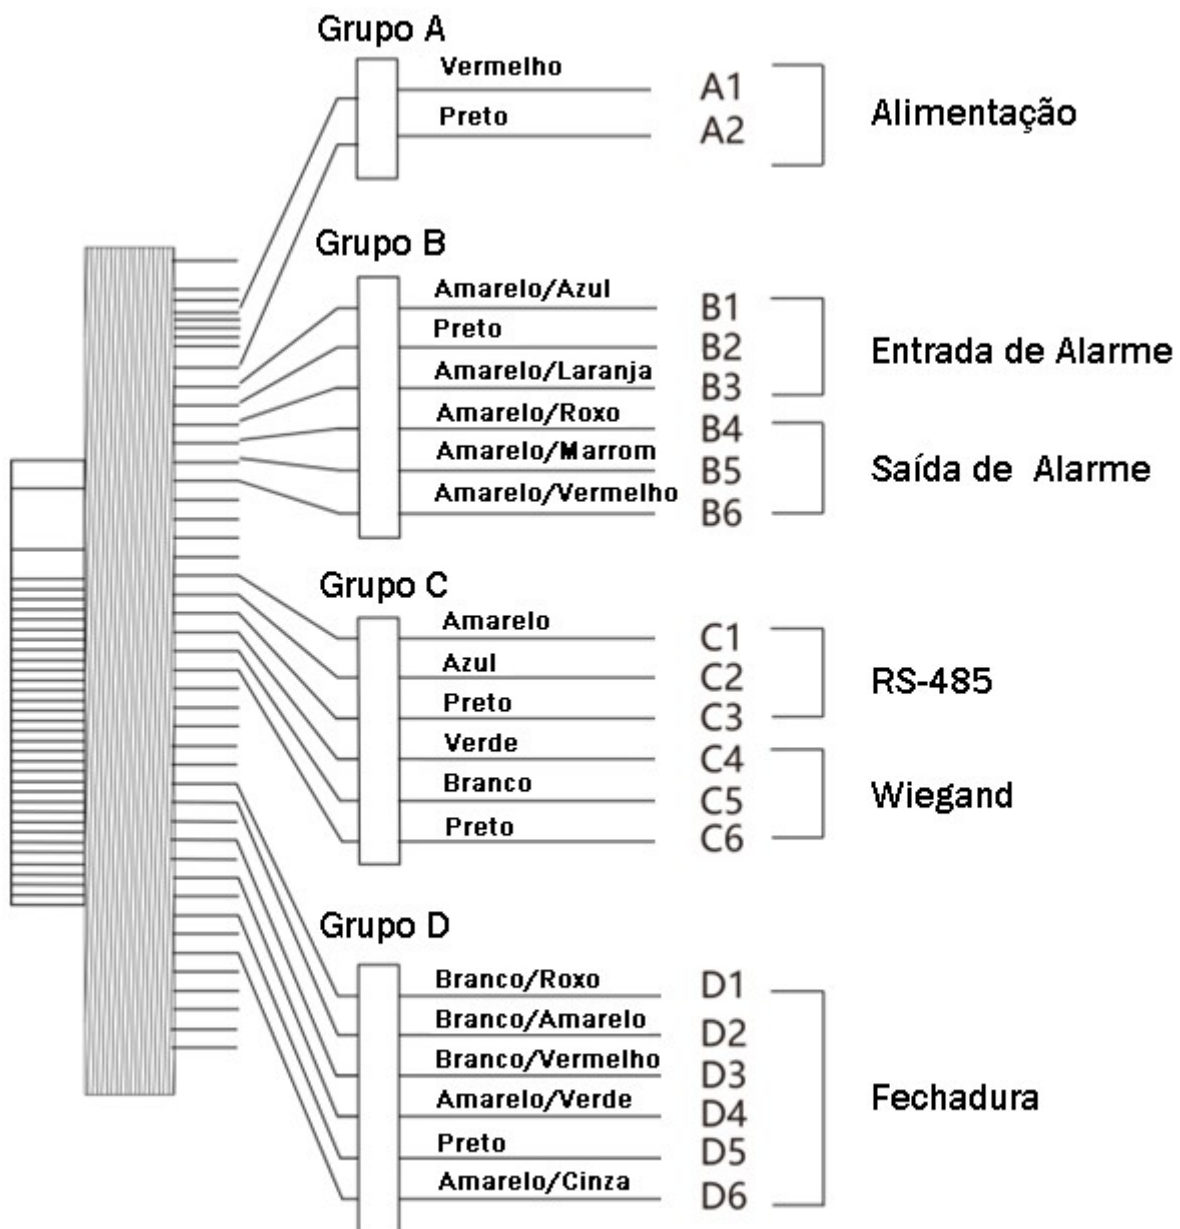 Grupo A
Vermelho A1
Preto A2
Alimentação
Grupo B
Amarelo/Azul B1
Preto B2
Amarelo/Laranja B3
Entrada de Alarme
Amarelo/Roxo B4
Amarelo/Marrom B5
Amarelo/Vermelho B6
Saída de Alarme
Grupo C
Amarelo C1
Azul C2
Preto C3
RS-485
Verde C4
Branco C5
Preto C6
Wiegand
Grupo D
Branco/Roxo D1
Branco/Amarelo D2
Branco/Vermelho D3
Amarelo/Verde D4
Preto D5
Amarelo/Cinza D6
Fechadura